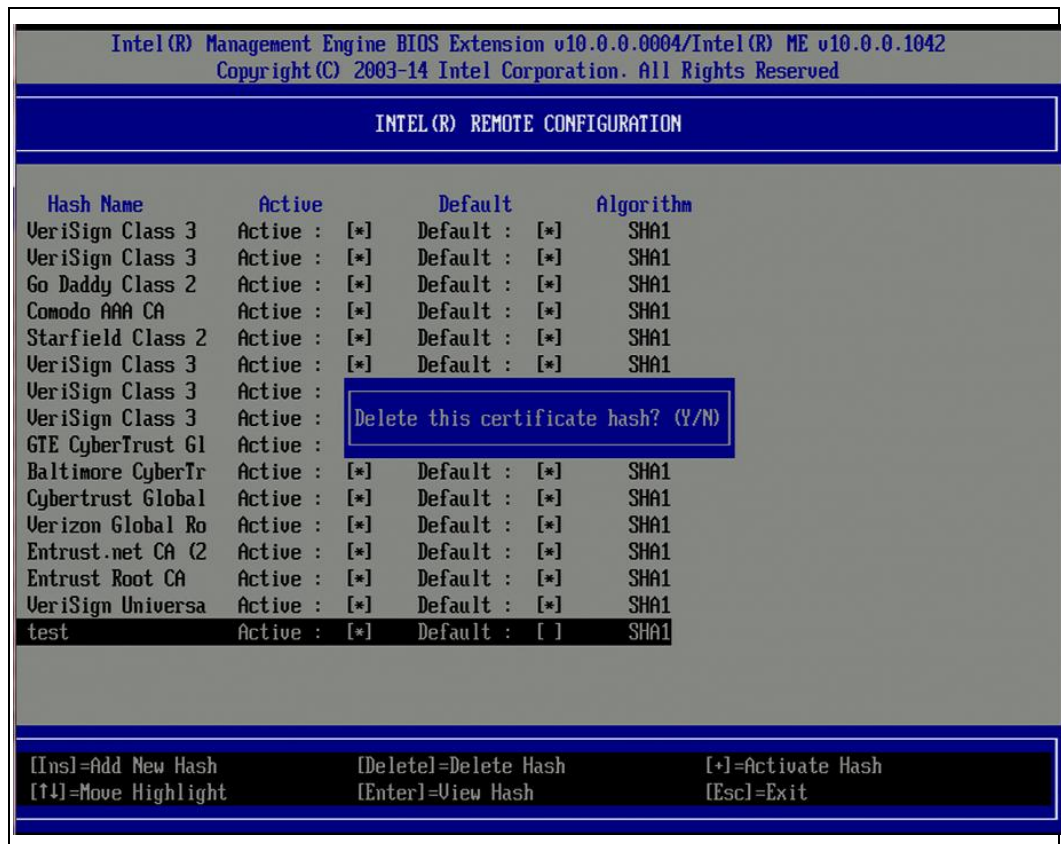 Intel(R) Management Engine BIOS Extension v10.0.0.0004/Intel(R) ME v10.0.0.1042
Copyright(C) 2003-14 Intel Corporation. All Rights Reserved
INTEL(R) REMOTE CONFIGURATION
Hash Name Active Default Algorithm
VeriSign Class 3 Active : [*] Default : [*] SHA1
VeriSign Class 3 Active : [*] Default : [*] SHA1
Go Daddy Class 2 Active : [*] Default : [*] SHA1
Comodo AAA CA Active : [*] Default : [*] SHA1
Starfield Class 2 Active : [*] Default : [*] SHA1
VeriSign Class 3 Active : [*] Default : [*] SHA1
VeriSign Class 3 Active :
VeriSign Class 3 Active : Delete this certificate hash? (Y/N)
GTE CyberTrust Gl Active :
Baltimore CyberTr Active : [*] Default : [*] SHA1
Cybertrust Global Active : [*] Default : [*] SHA1
Verizon Global Ro Active : [*] Default : [*] SHA1
Entrust.net CA (2 Active : [*] Default : [*] SHA1
Entrust Root CA Active : [*] Default : [*] SHA1
VeriSign Universa Active : [*] Default : [*] SHA1
test Active : [*] Default : [ ] SHA1
[Ins]=Add New Hash [Delete]=Delete Hash [+]=Activate Hash
[↑↓]=Move Highlight [Enter]=View Hash [Esc]=Exit